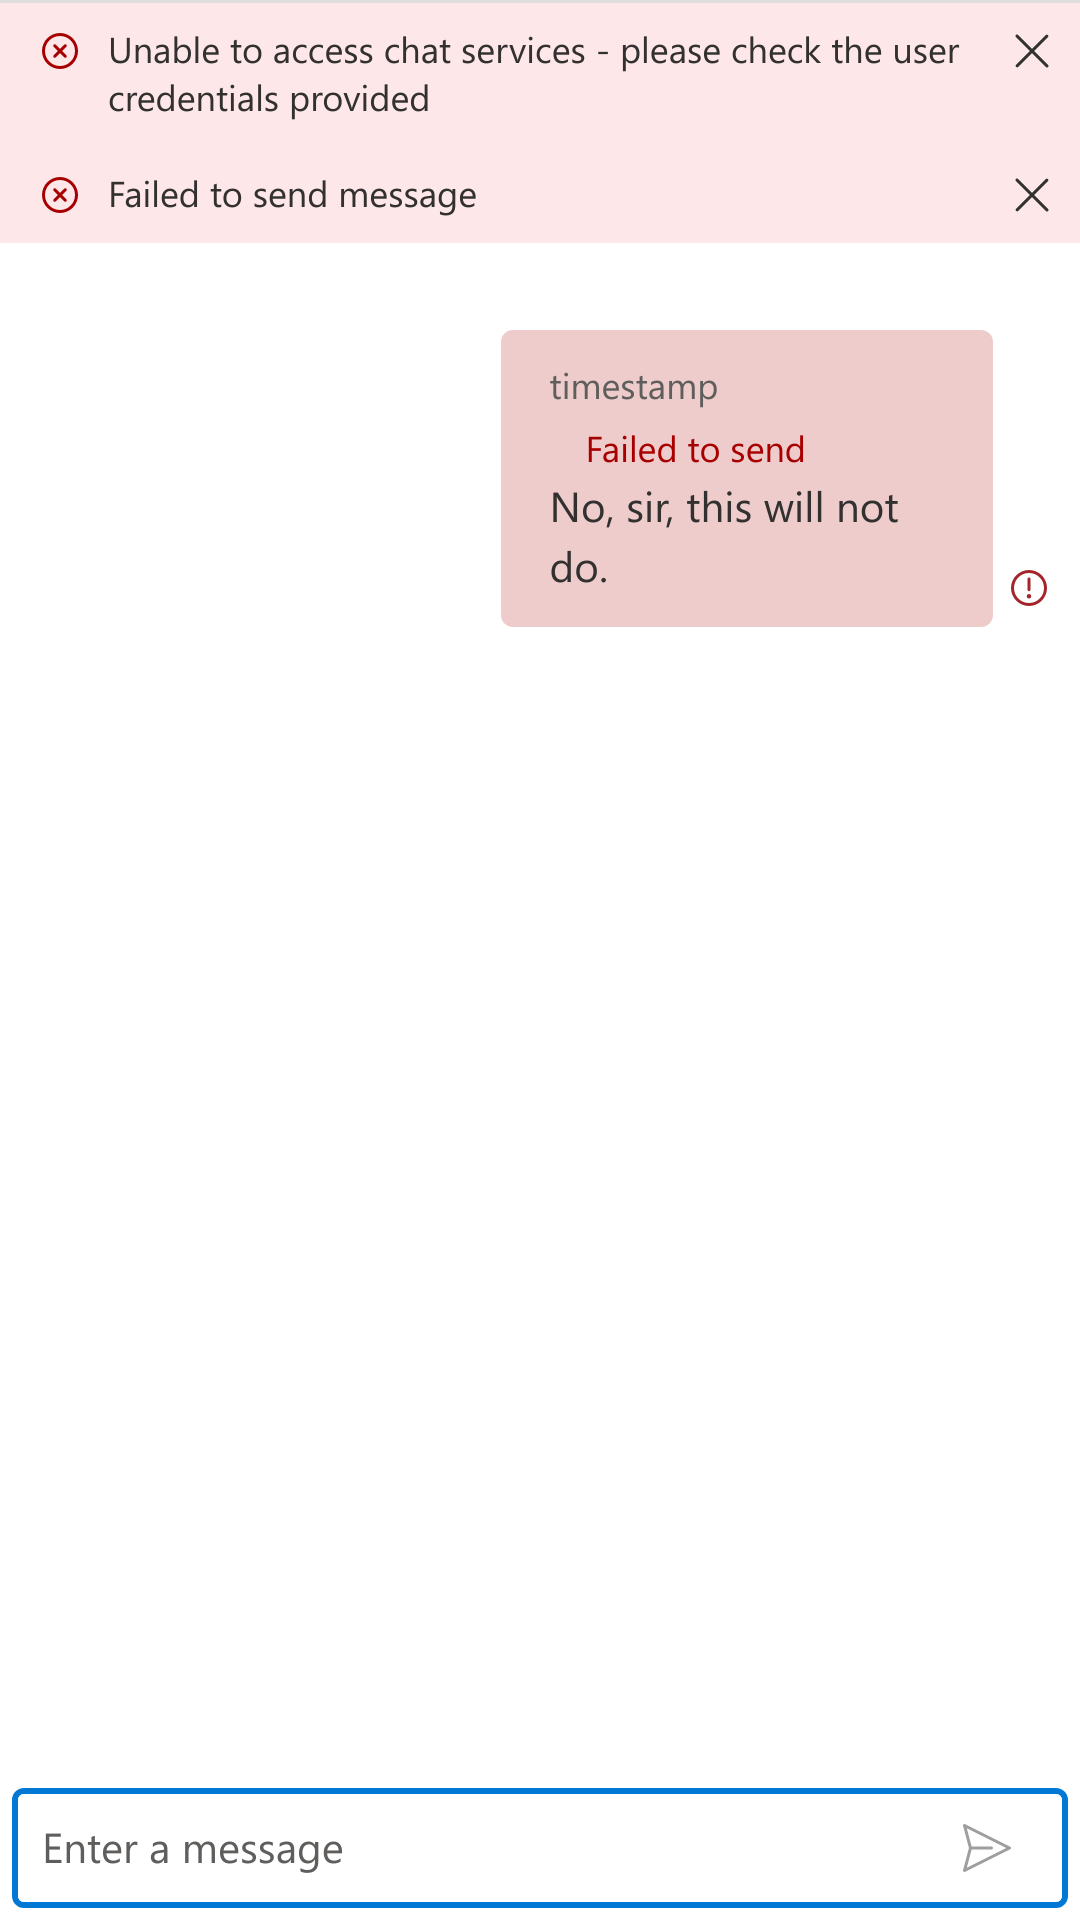 Unable to access chat services - please check the user
credentials provided
Failed to send message
timestamp
Failed to send
No, sir, this will not
do.
Enter a message